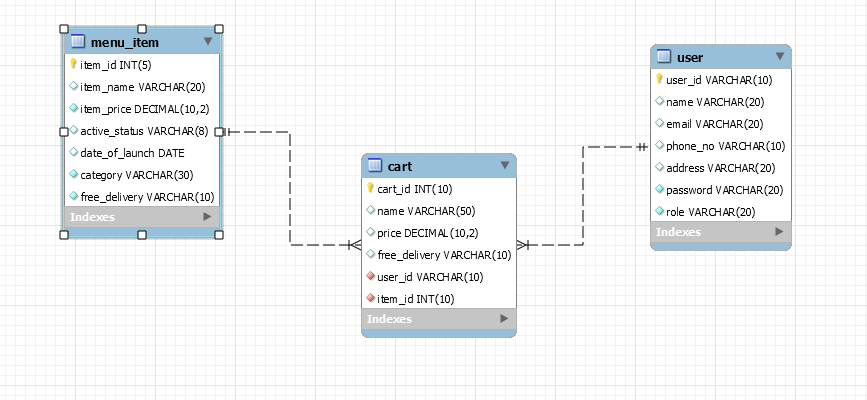 menu_item
item_id INT(5)
item_name VARCHAR(20)
item_price DECIMAL(10,2)
active_status VARCHAR(8)
date_of_launch DATE
category VARCHAR(30)
free_delivery VARCHAR(10)
Indexes
cart
cart_id INT(10)
name VARCHAR(50)
price DECIMAL(10,2)
free_delivery VARCHAR(10)
user_id VARCHAR(10)
item_id INT(10)
Indexes
user
user_id VARCHAR(10)
name VARCHAR(20)
email VARCHAR(20)
phone_no VARCHAR(10)
address VARCHAR(20)
password VARCHAR(20)
role VARCHAR(20)
Indexes